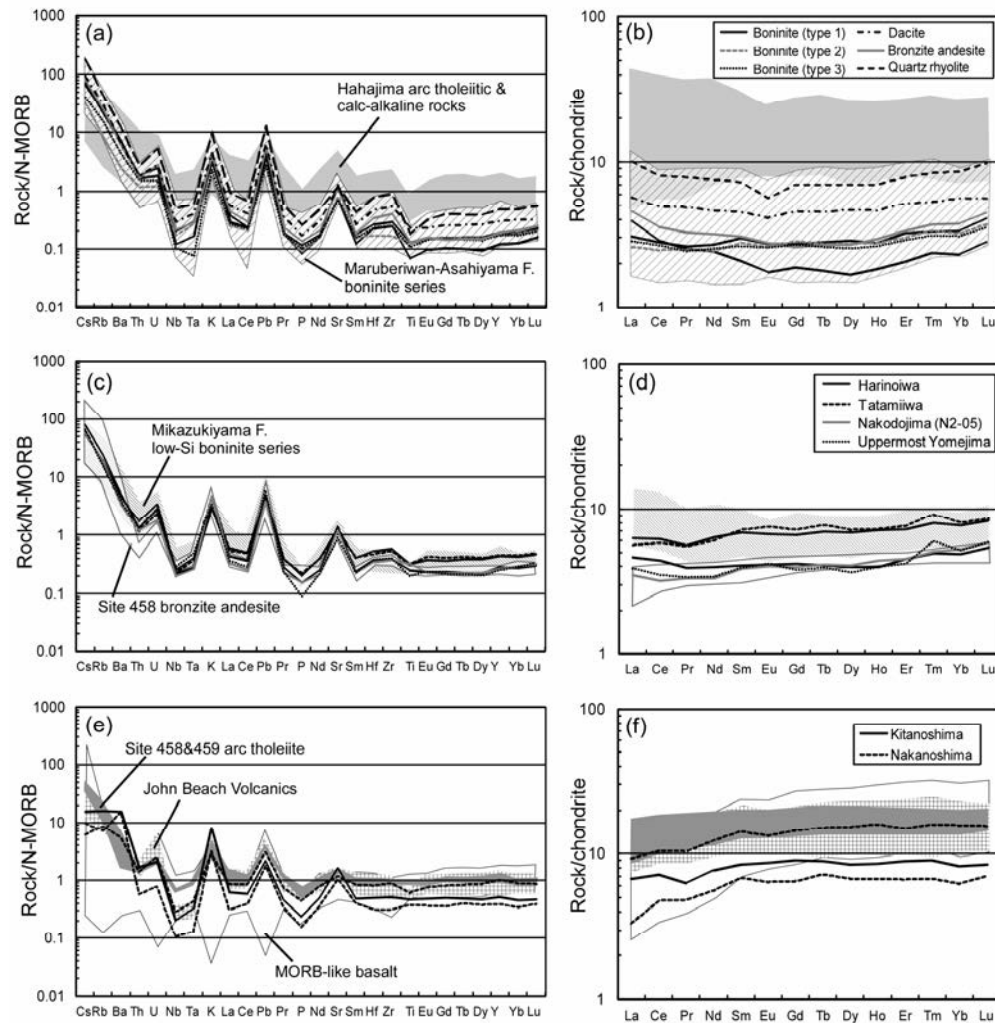 (a)
Rock/N-MORB
1000
100
10
1
0.1
0.01
Hahajima arc tholeiitic &
calc-alkaline rocks
Maruberiwan-Asahiyama F.
boninite series
Cs Rb Ba Th U Nb Ta K La Ce Pb Pr P Nd Sr Sm Hf Zr Ti Eu Gd Tb Dy Y Yb Lu
(b)
Rock/chondrite
100
10
1
Boninite (type 1) Dacite
Boninite (type 2) Bronzite andesite
Boninite (type 3) Quartz rhyolite
La Ce Pr Nd Sm Eu Gd Tb Dy Ho Er Tm Yb Lu
(c)
Rock/N-MORB
1000
100
10
1
0.1
0.01
Mikazukiyama F.
low-Si boninite series
Site 458 bronzite andesite
Cs Rb Ba Th U Nb Ta K La Ce Pb Pr P Nd Sr Sm Hf Zr Ti Eu Gd Tb Dy Y Yb Lu
(d)
Rock/chondrite
100
10
1
Harinoiwa
Tatamiiwa
Nakodojima (N2-05)
Uppermost Yomejima
La Ce Pr Nd Sm Eu Gd Tb Dy Ho Er Tm Yb Lu
(e)
Rock/N-MORB
1000
100
10
1
0.1
0.01
Site 458&459 arc tholeiite
John Beach Volcanics
MORB-like basalt
Cs Rb Ba Th U Nb Ta K La Ce Pb Pr P Nd Sr Sm Hf Zr Ti Eu Gd Tb Dy Y Yb Lu
(f)
Rock/chondrite
100
10
1
Kitanoshima
Nakanoshima
La Ce Pr Nd Sm Eu Gd Tb Dy Ho Er Tm Yb Lu